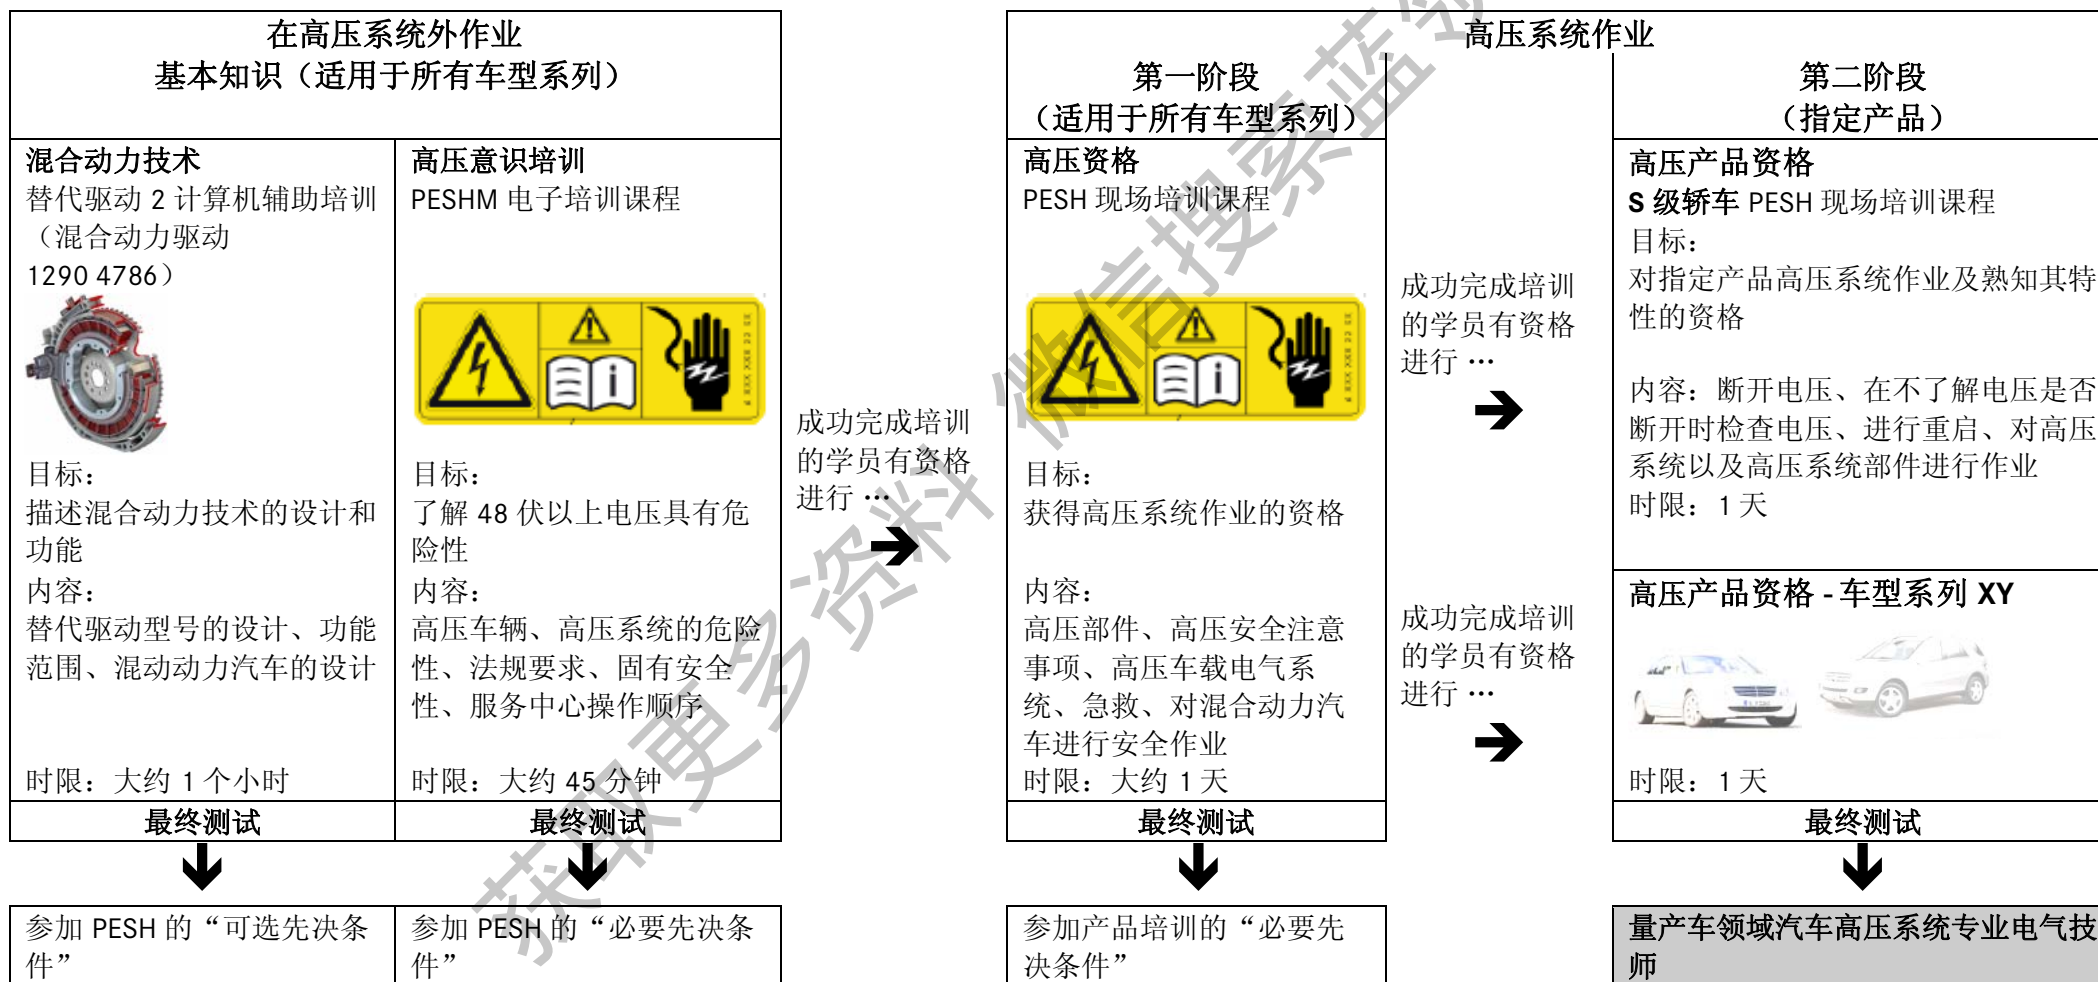 在高压系统外作业
基本知识（适用于所有车型系列）
混合动力技术
替代驱动 2 计算机辅助培训
（混合动力驱动
1290 4786）
目标：
描述混合动力技术的设计和
功能
内容：
替代驱动型号的设计、功能
范围、混动动力汽车的设计
时限：大约 1 个小时
最终测试
参加 PESH 的“可选先决条
件”
高压意识培训
PESHM 电子培训课程
目标：
了解 48 伏以上电压具有危
险性
内容：
高压车辆、高压系统的危险
性、法规要求、固有安全
性、服务中心操作顺序
时限：大约 45 分钟
最终测试
参加 PESH 的“必要先决条
件”
成功完成培训
的学员有资格
进行 …
高压系统作业
第一阶段
（适用于所有车型系列）
高压资格
PESH 现场培训课程
目标：
获得高压系统作业的资格
内容：
高压部件、高压安全注意
事项、高压车载电气系
统、急救、对混合动力汽
车进行安全作业
时限：大约 1 天
最终测试
参加产品培训的“必要先
决条件”
成功完成培训
的学员有资格
进行 …
成功完成培训
的学员有资格
进行 …
第二阶段
（指定产品）
高压产品资格
S 级轿车 PESH 现场培训课程
目标：
对指定产品高压系统作业及熟知其特
性的资格
内容：断开电压、在不了解电压是否
断开时检查电压、进行重启、对高压
系统以及高压系统部件进行作业
时限：1 天
高压产品资格 - 车型系列 XY
时限：1 天
最终测试
量产车领域汽车高压系统专业电气技
师
获取更多资料 微信搜索蓝领